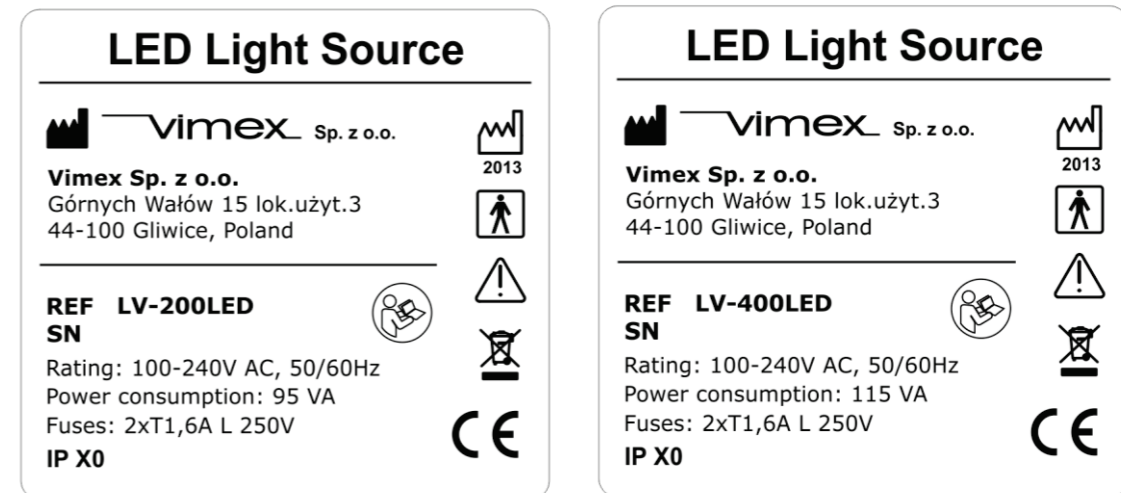 LED Light Source
Vimex Sp. z o.o.
2013
Vimex Sp. z o.o.
Górnych Wałów 15 lok.użyt.3
44-100 Gliwice, Poland
REF LV-200LED
SN
Rating: 100-240V AC, 50/60Hz
Power consumption: 95 VA
Fuses: 2xT1,6A L 250V
IP X0
CE
LED Light Source
Vimex Sp. z o.o.
2013
Vimex Sp. z o.o.
Górnych Wałów 15 lok.użyt.3
44-100 Gliwice, Poland
REF LV-400LED
SN
Rating: 100-240V AC, 50/60Hz
Power consumption: 115 VA
Fuses: 2xT1,6A L 250V
IP X0
CE